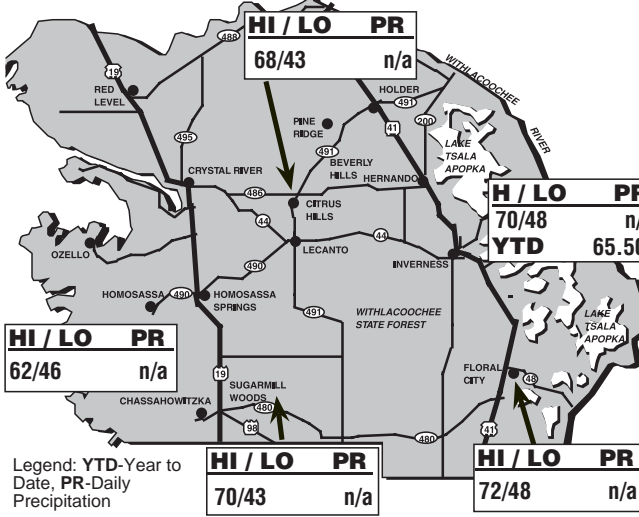 HI / LO PR
68/43 n/a
488
19
RED
LEVEL
WITHLACOOCHEE
RIVER
HOLDER
491
200
41
PINE
RIDGE
495
491
LAKE
TSALA
APOPKA
BEVERLY
HILLS
CRYSTAL RIVER
HERNANDO
486
CITRUS
HILLS
H / LO PR
70/48
YTD 65.50
44
44
OZELLO
LECANTO
INVERNESS
490
HOMOSASSA
490
HOMOSASSA
SPRINGS
491
WITHLACOOCHEE
STATE FOREST
LAKE
TSALA
APOPKA
HI / LO PR
62/46 n/a
19
FLORAL
CITY
48
SUGARMILL
WOODS
CHASSAHOWITZKA
480
98
480
41
HI / LO PR
70/43 n/a
HI / LO PR
72/48 n/a
Legend: YTD-Year to
Date, PR-Daily
Precipitation